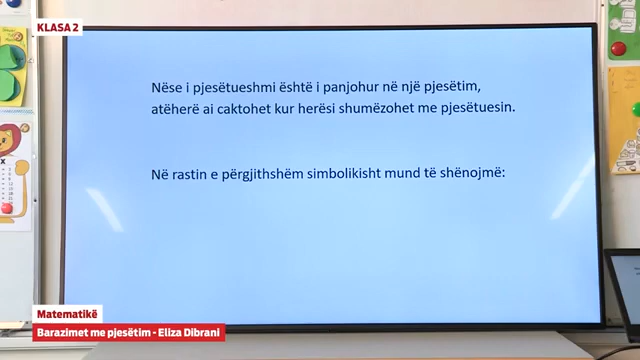 KLASA 2
Nëse i pjesëtueshmi është i panjohur në një pjesëtim,
atëherë ai caktohet kur herësi shumëzohet me pjesëtuesin.
Në rastin e përgjithshëm simbolikisht mund të shënojmë:
Matematikë
Barazimet me pjesëtim - Eliza Dibrani